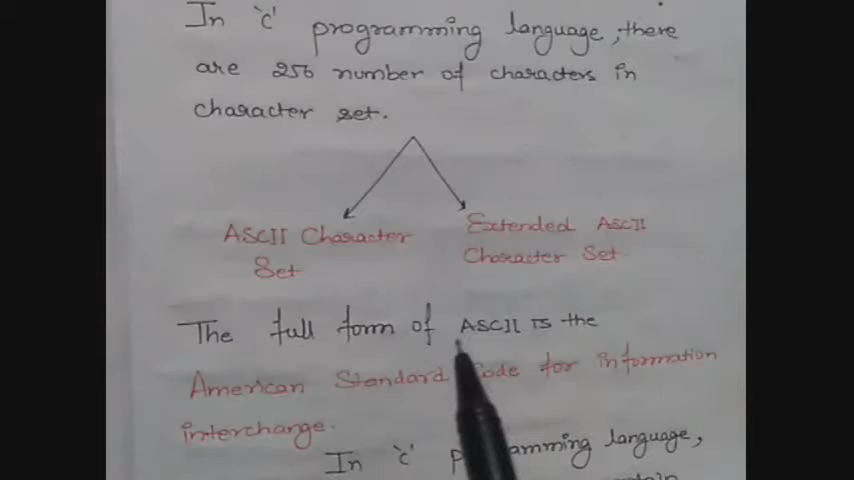 In 'c' programming language, there
are 256 number of characters in
character set.
ASCII Character
Set
Extended ASCII
Character Set
The full form of ASCII is the
American Standard Code for information
interchange.
In 'c' programming language,